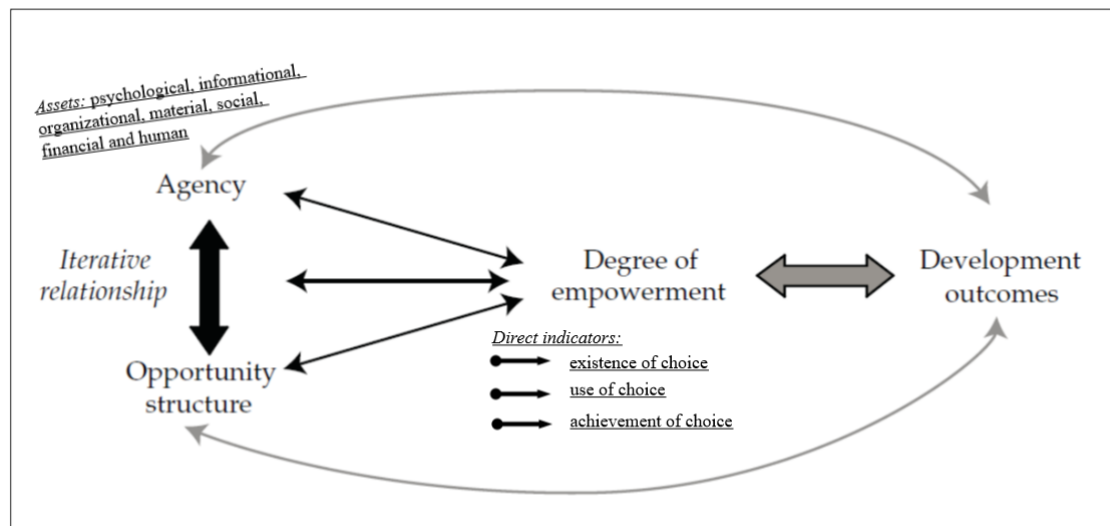 Assets: psychological, informational,
organizational, material, social,
financial and human
Agency
Iterative
relationship
Opportunity
structure
Degree of
empowerment
Direct indicators:
existence of choice
use of choice
achievement of choice
Development
outcomes